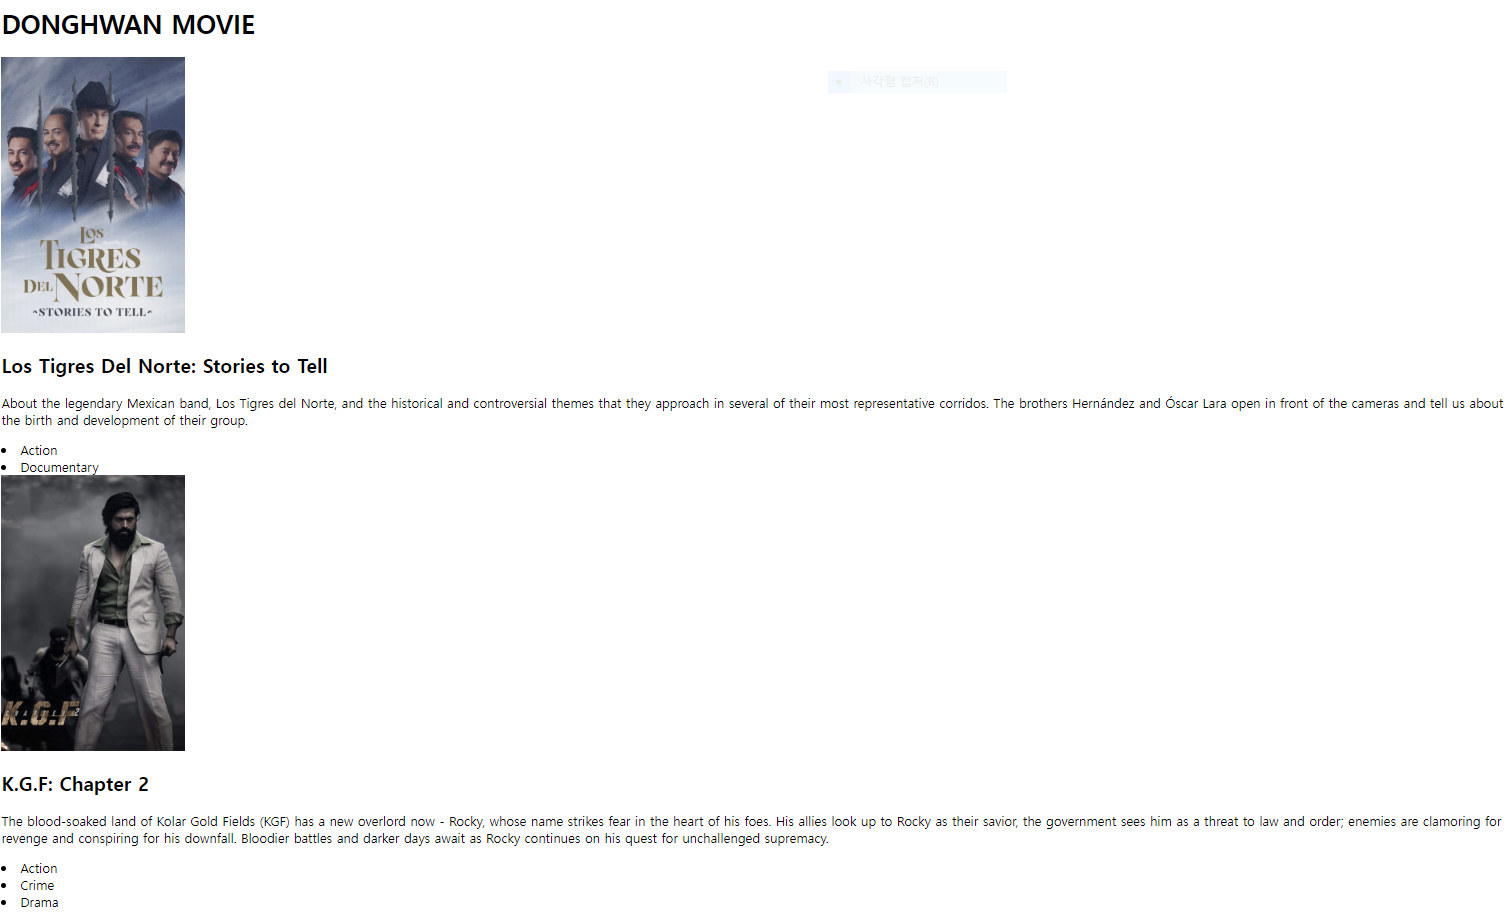 DONGHWAN MOVIE
사각형 캡처(R)
LOS
TIGRES
DEL NORTE
~STORIES TO TELL~
Los Tigres Del Norte: Stories to Tell
About the legendary Mexican band, Los Tigres del Norte, and the historical and controversial themes that they approach in several of their most representative corridos. The brothers Hernández and Óscar Lara open in front of the cameras and tell us about
the birth and development of their group.
• Action
• Documentary
K.G.F
CHAPTER 2
K.G.F: Chapter 2
The blood-soaked land of Kolar Gold Fields (KGF) has a new overlord now - Rocky, whose name strikes fear in the heart of his foes. His allies look up to Rocky as their savior, the government sees him as a threat to law and order; enemies are clamoring for
revenge and conspiring for his downfall. Bloodier battles and darker days await as Rocky continues on his quest for unchallenged supremacy.
• Action
• Crime
• Drama